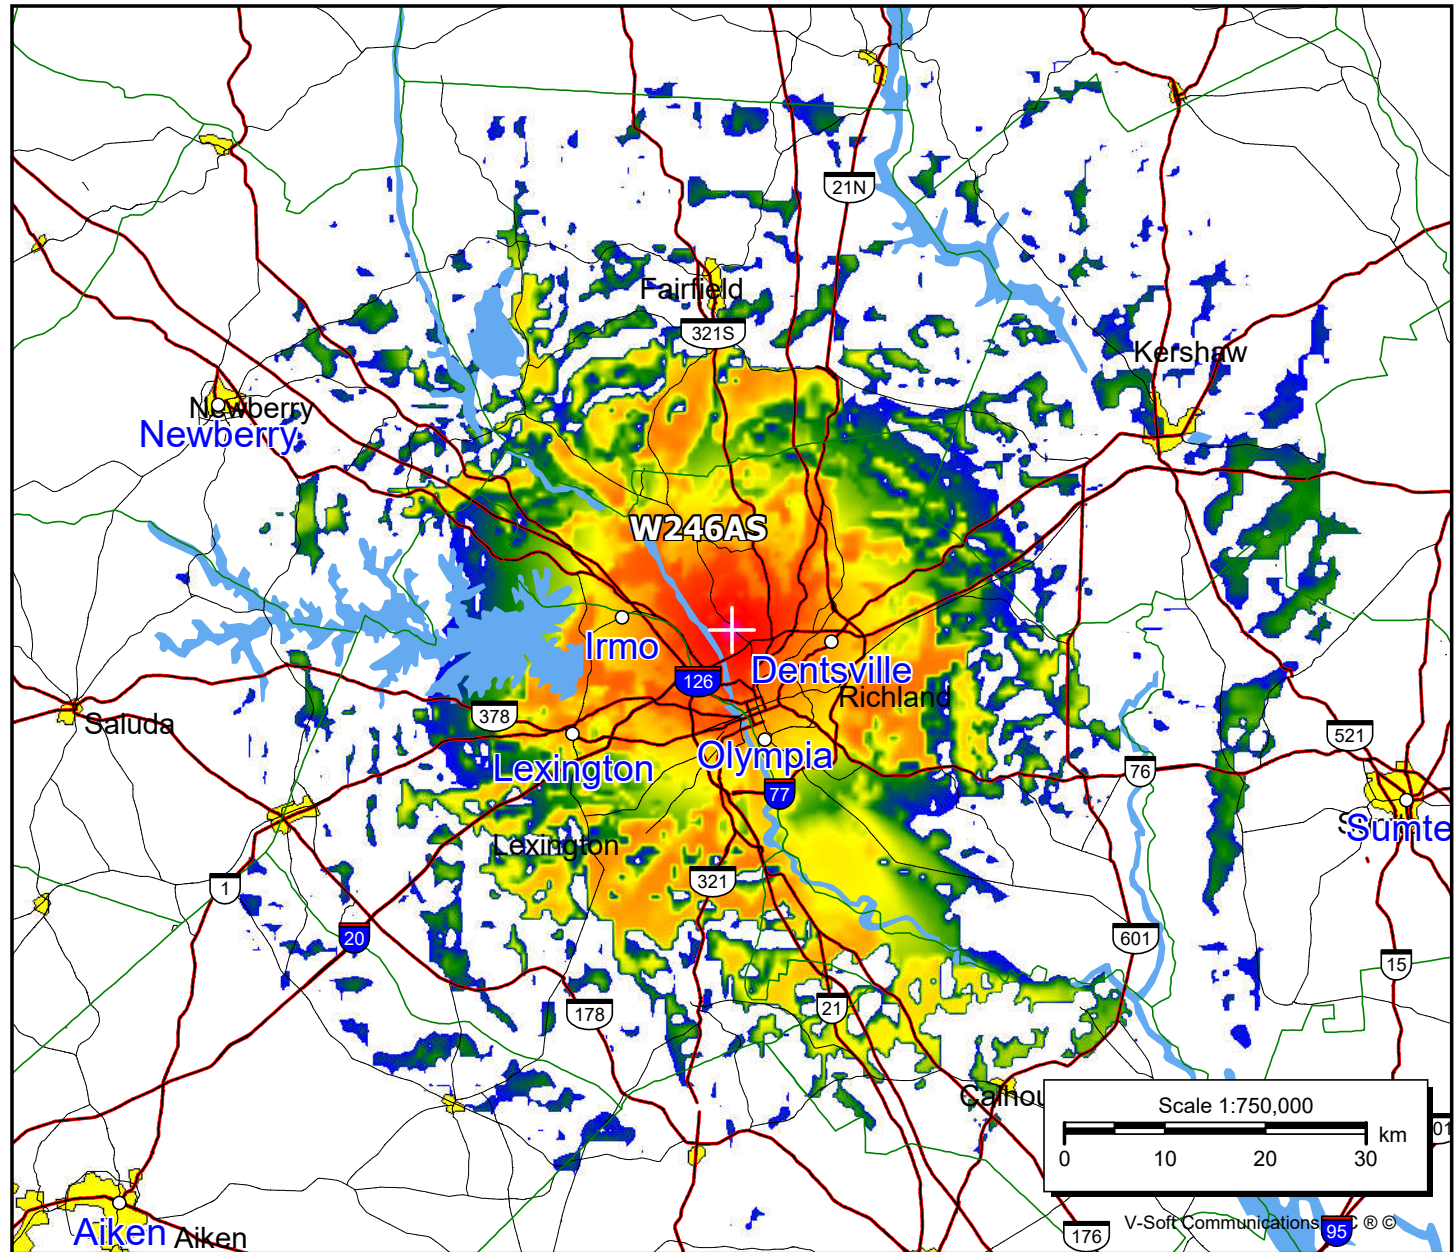 21N
Fairfield
321S
Kershaw
Newberry
Newberry
W246AS
Irmo
Dentsville
126
Richland
378
Saluda
Olympia
521
Lexington
76
77
Sumte
Lexington
321
1
20
601
15
21
178
Calhou
Scale 1:750,000
km
0 10 20 30
01
V-Soft Communications C ® ©
176
95
Aiken
Aiken